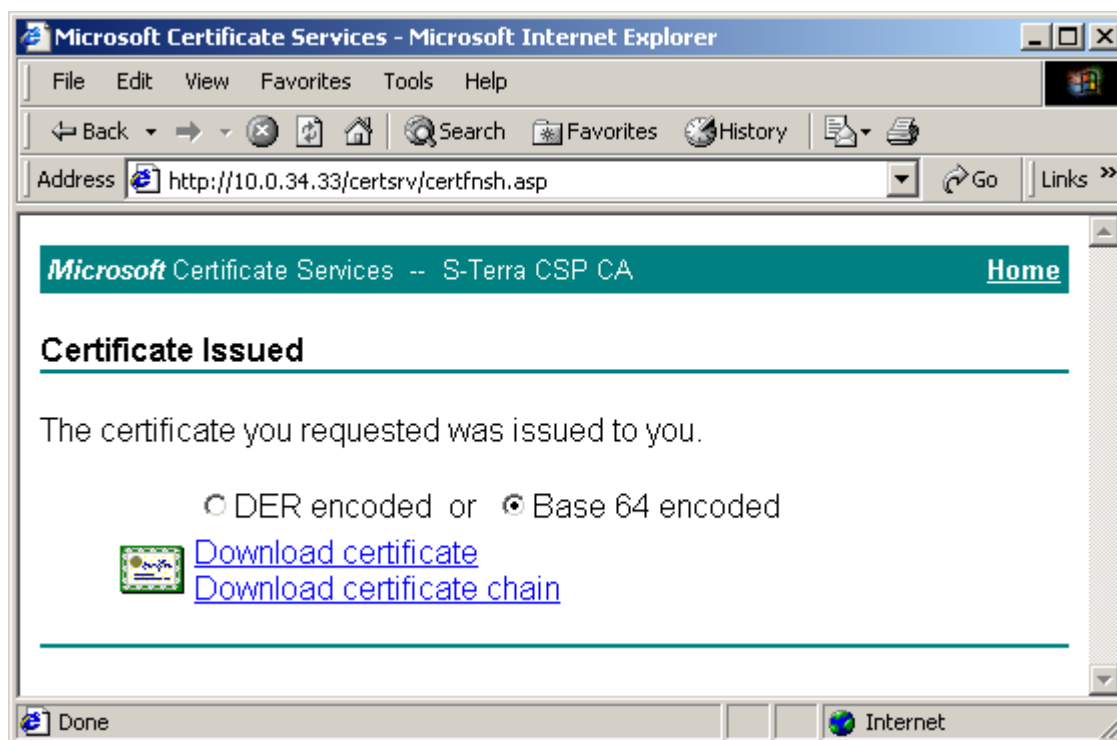 Microsoft Certificate Services - Microsoft Internet Explorer
File Edit View Favorites Tools Help
Back Search Favorites History
Address http://10.0.34.33/certsrv/certfnsh.asp Go Links »
Microsoft Certificate Services -- S-Terra CSP CA Home
Certificate Issued
The certificate you requested was issued to you.
DER encoded or Base 64 encoded
Download certificate
Download certificate chain
Done Internet